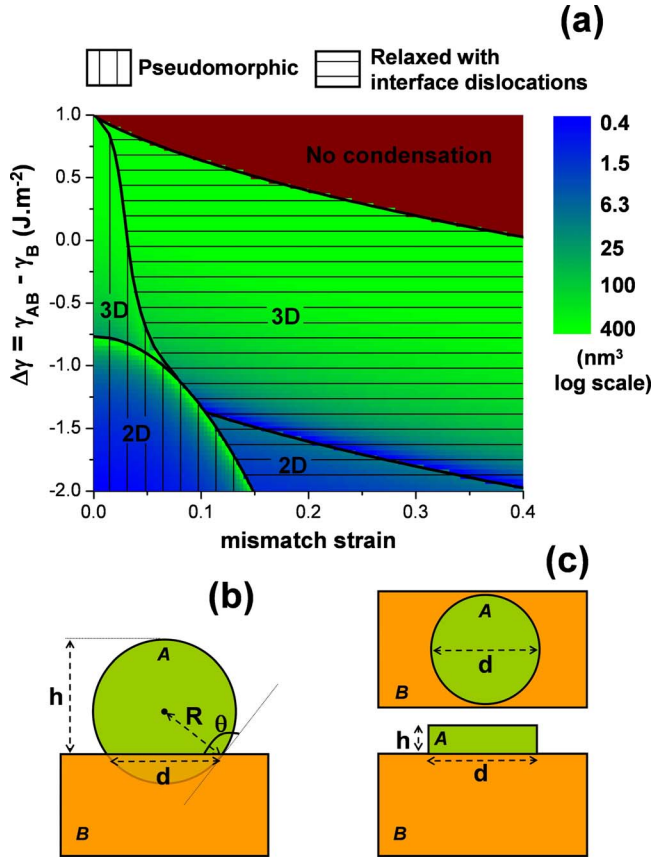 (a)
Pseudomorphic
Relaxed with
interface dislocations
1.0
0.5
0.0
-0.5
-1.0
-1.5
-2.0
Δγ = γAB - γB (J.m-2)
No condensation
3D
3D
2D
2D
0.0
0.1
0.2
0.3
0.4
mismatch strain
0.4
1.5
6.3
25
100
400
(nm³
log scale)
(b)
A
h
R
θ
d
B
(c)
A
d
B
h
A
d
B